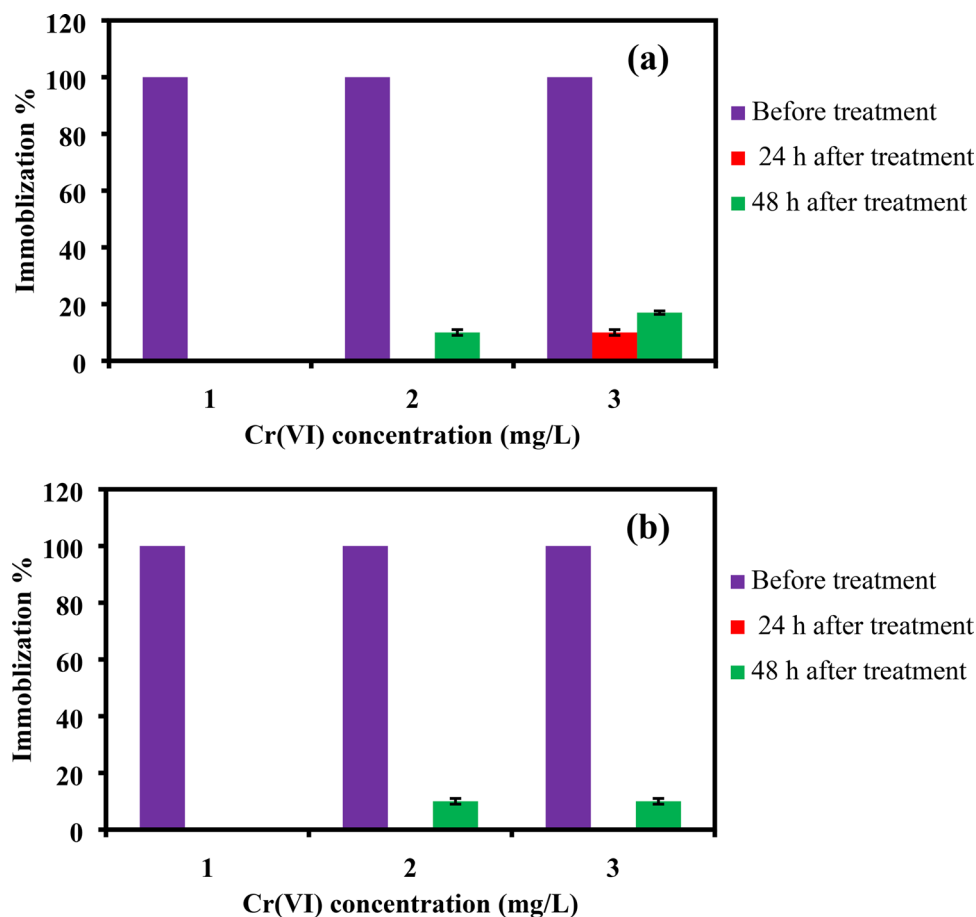 (a)
120
100
80
60
40
20
0
Immoblization %
1 2 3
Cr(VI) concentration (mg/L)
Before treatment
24 h after treatment
48 h after treatment
(b)
120
100
80
60
40
20
0
Immoblization %
1 2 3
Cr(VI) concentration (mg/L)
Before treatment
24 h after treatment
48 h after treatment